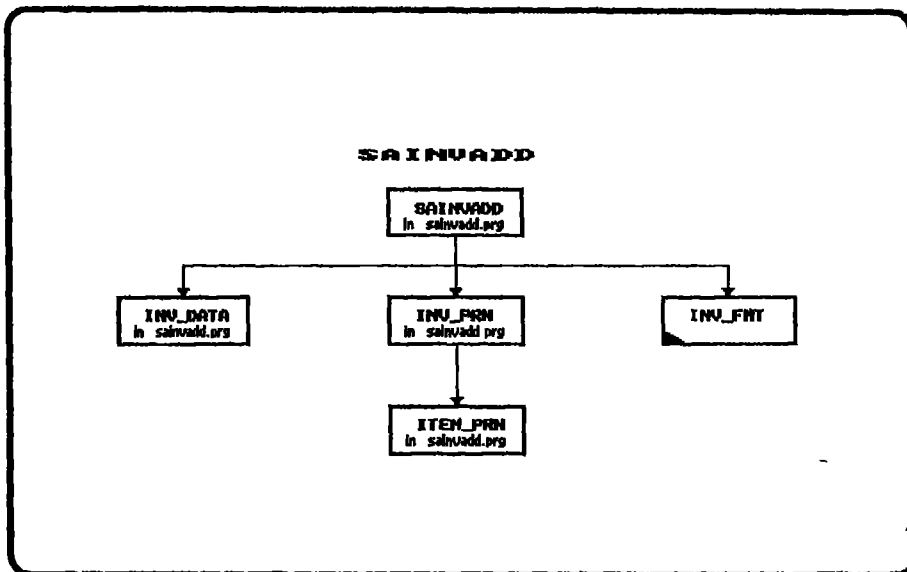 SAINVADD
SAINVADD
in sainvadd.prg
INV_DATA
in sainvadd.prg
INV_PRN
in sainvadd prg
INV_FMT
ITEM_PRN
in sainvadd.prg